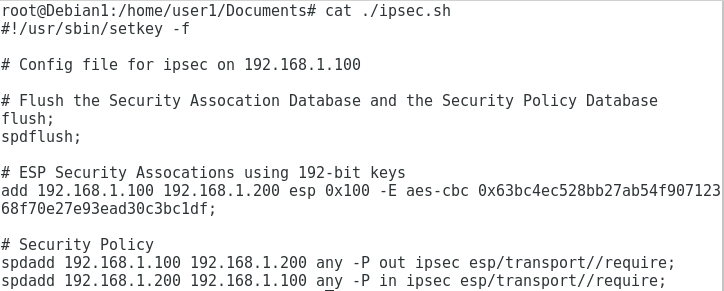 root@Debian1:/home/user1/Documents# cat ./ipsec.sh
#!/usr/sbin/setkey -f
# Config file for ipsec on 192.168.1.100
# Flush the Security Assocation Database and the Security Policy Database
flush;
spdflush;
# ESP Security Assocations using 192-bit keys
add 192.168.1.100 192.168.1.200 esp 0x100 -E aes-cbc 0x63bc4ec528bb27ab54f907123
68f70e27e93ead30c3bc1df;
# Security Policy
spdadd 192.168.1.100 192.168.1.200 any -P out ipsec esp/transport//require;
spdadd 192.168.1.200 192.168.1.100 any -P in ipsec esp/transport//require;